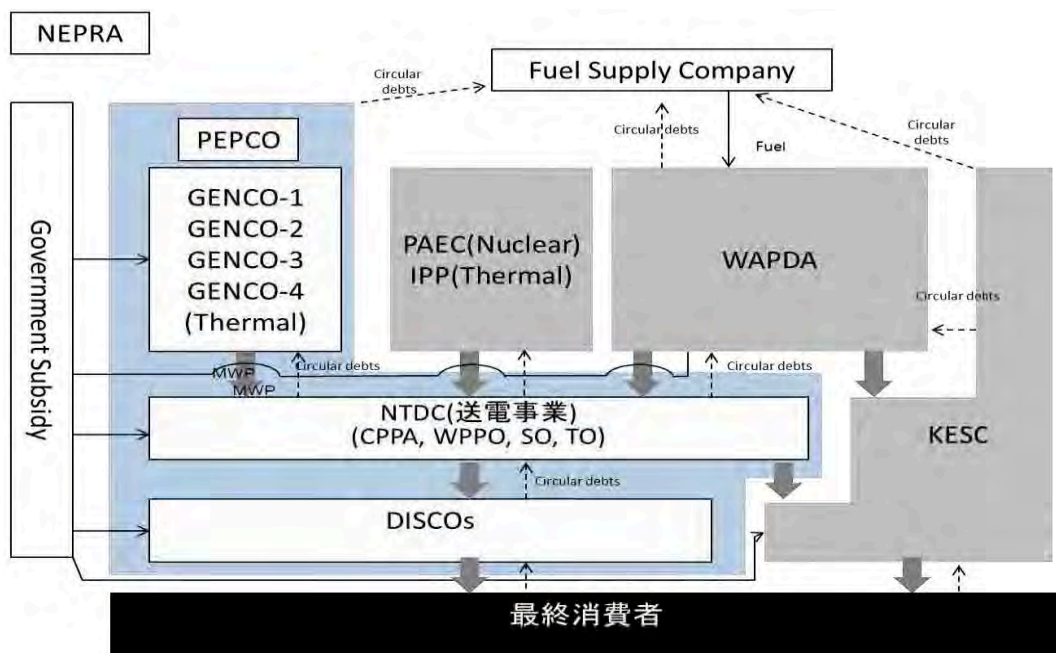 NEPRA
Fuel Supply Company
Circular
debts
Circular debts
Fuel
Circular
debts
PEPCO
GENCO-1
GENCO-2
GENCO-3
GENCO-4
(Thermal)
PAEC(Nuclear)
IPP(Thermal)
WAPDA
Government Subsidy
Circular debts
MWP
Circular debts
Circular debts
MWP
NTDC(送電事業)
(CPPA, WPPO, SO, TO)
KESC
Circular debts
DISCOs
最終消費者